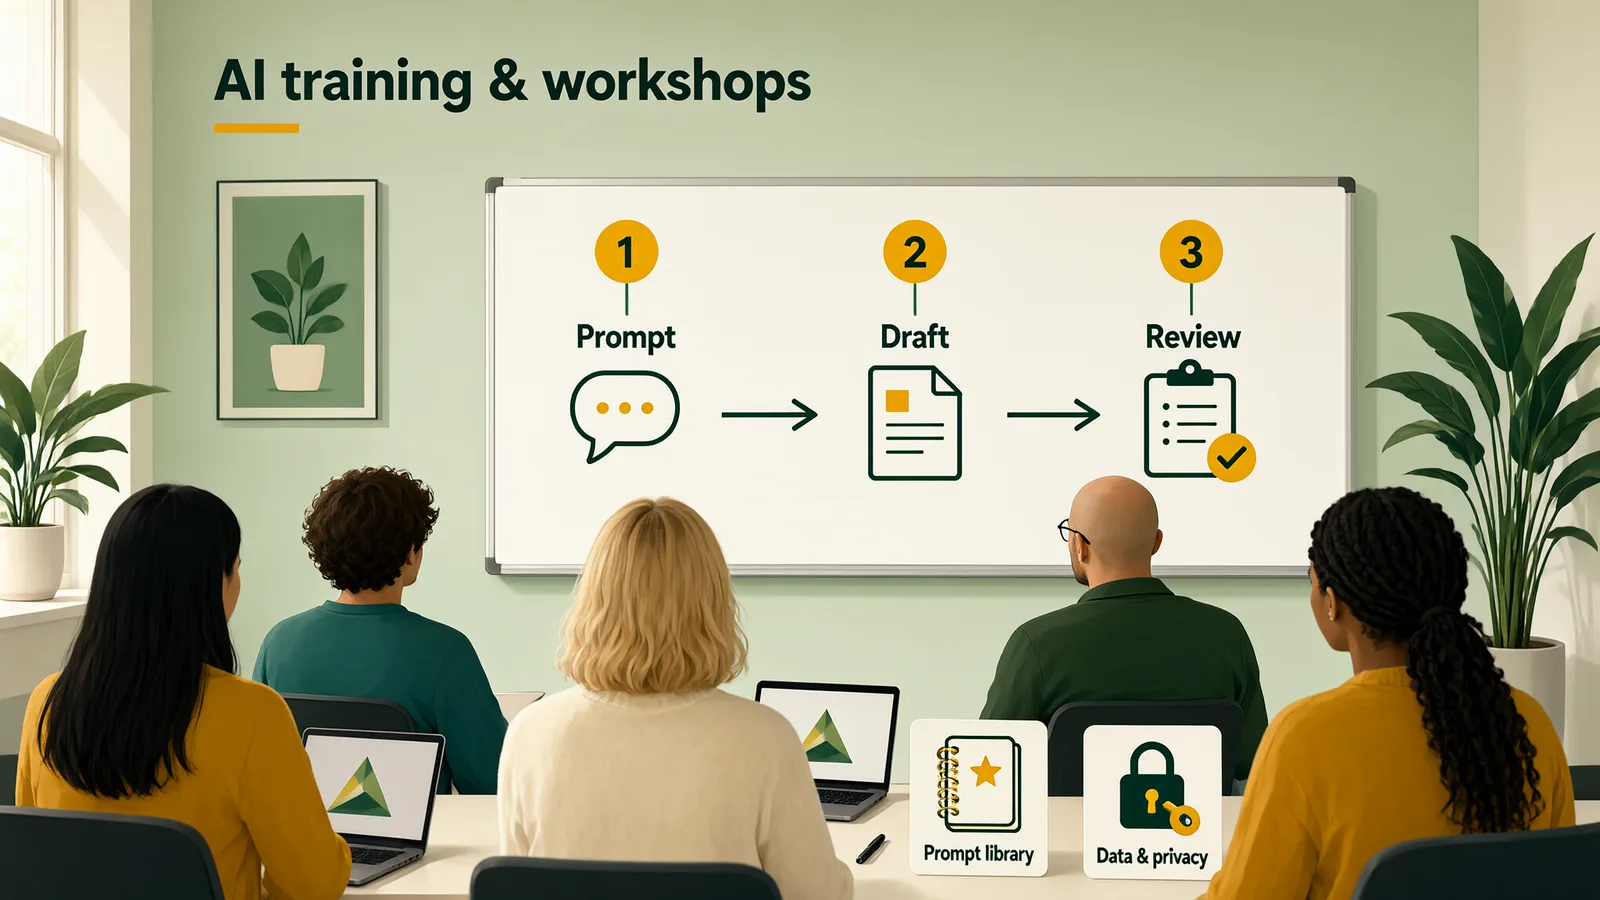 AI training & workshops
1
2
3
Prompt
Draft
Review
Prompt library
Data & privacy